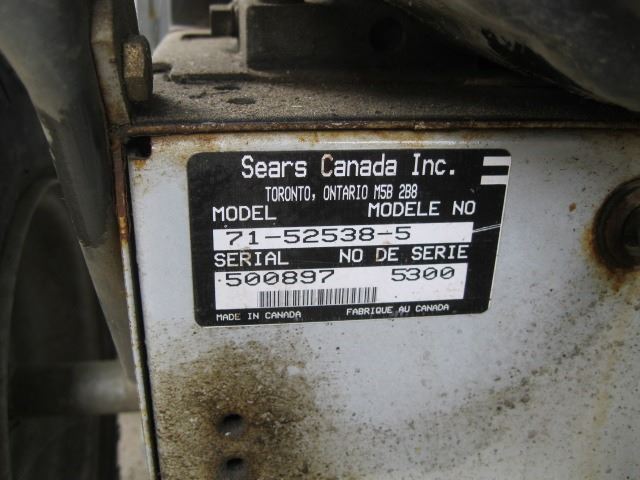 Sears Canada Inc.
TORONTO, ONTARIO M5B 2B8
MODEL MODELE NO
71-52538-5
SERIAL NO DE SERIE
500897 5300
MADE IN CANADA FABRIQUE AU CANADA